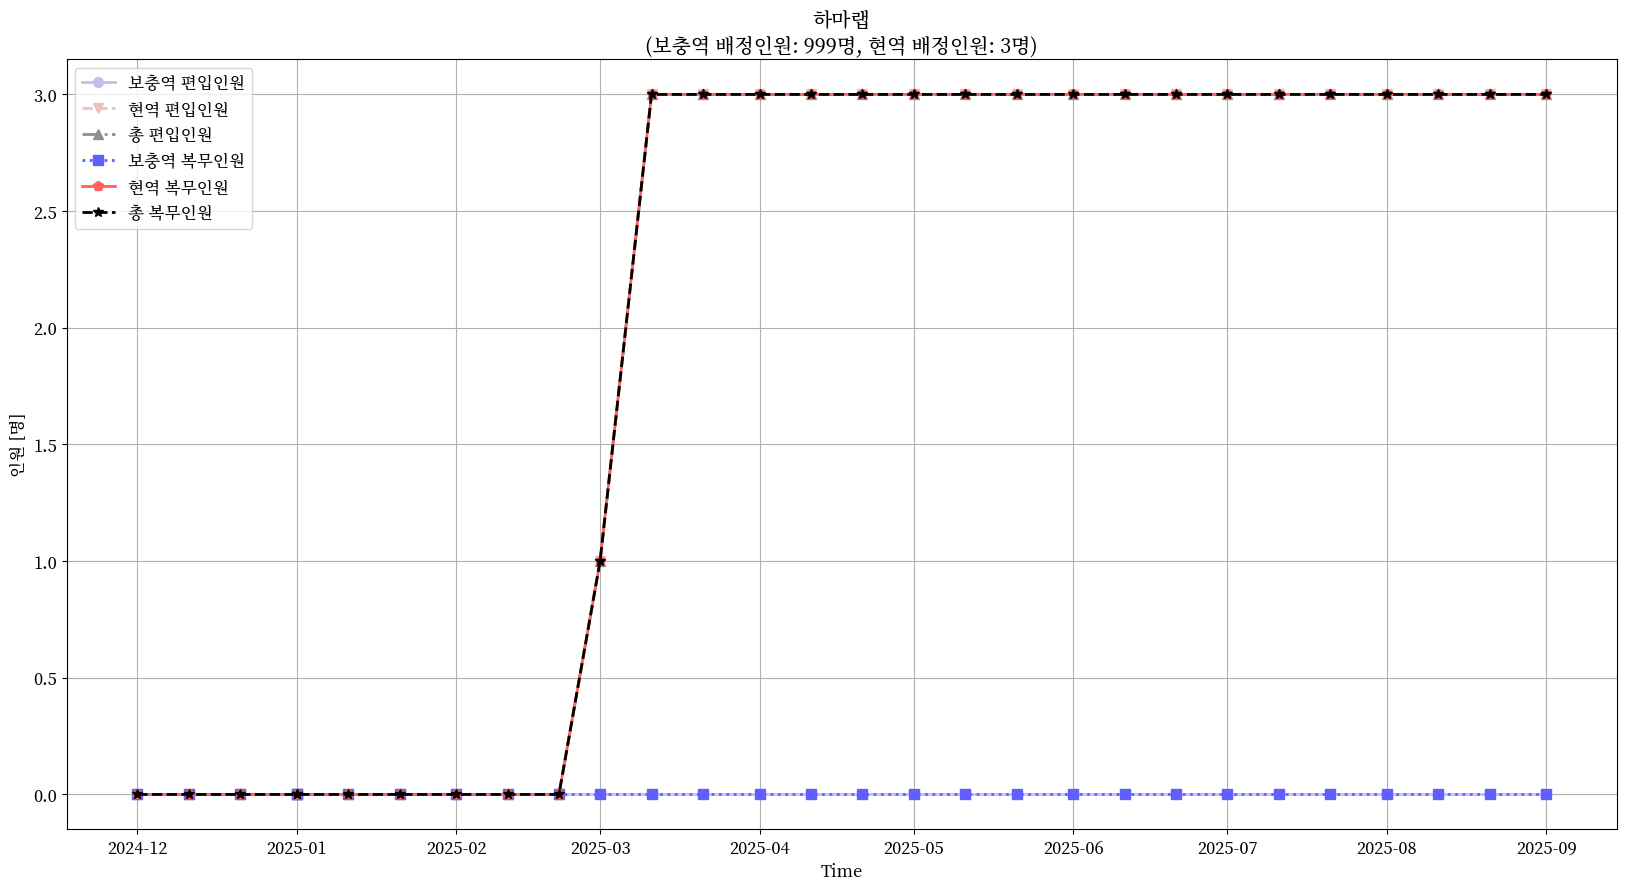 하마랩
(보충역 배정인원: 999명, 현역 배정인원: 3명)
보충역 편입인원
현역 편입인원
총 편입인원
보충역 복무인원
현역 복무인원
총 복무인원
인원 [명]
3.0
2.5
2.0
1.5
1.0
0.5
0.0
2024-12
2025-01
2025-02
2025-03
2025-04
2025-05
2025-06
2025-07
2025-08
2025-09
Time